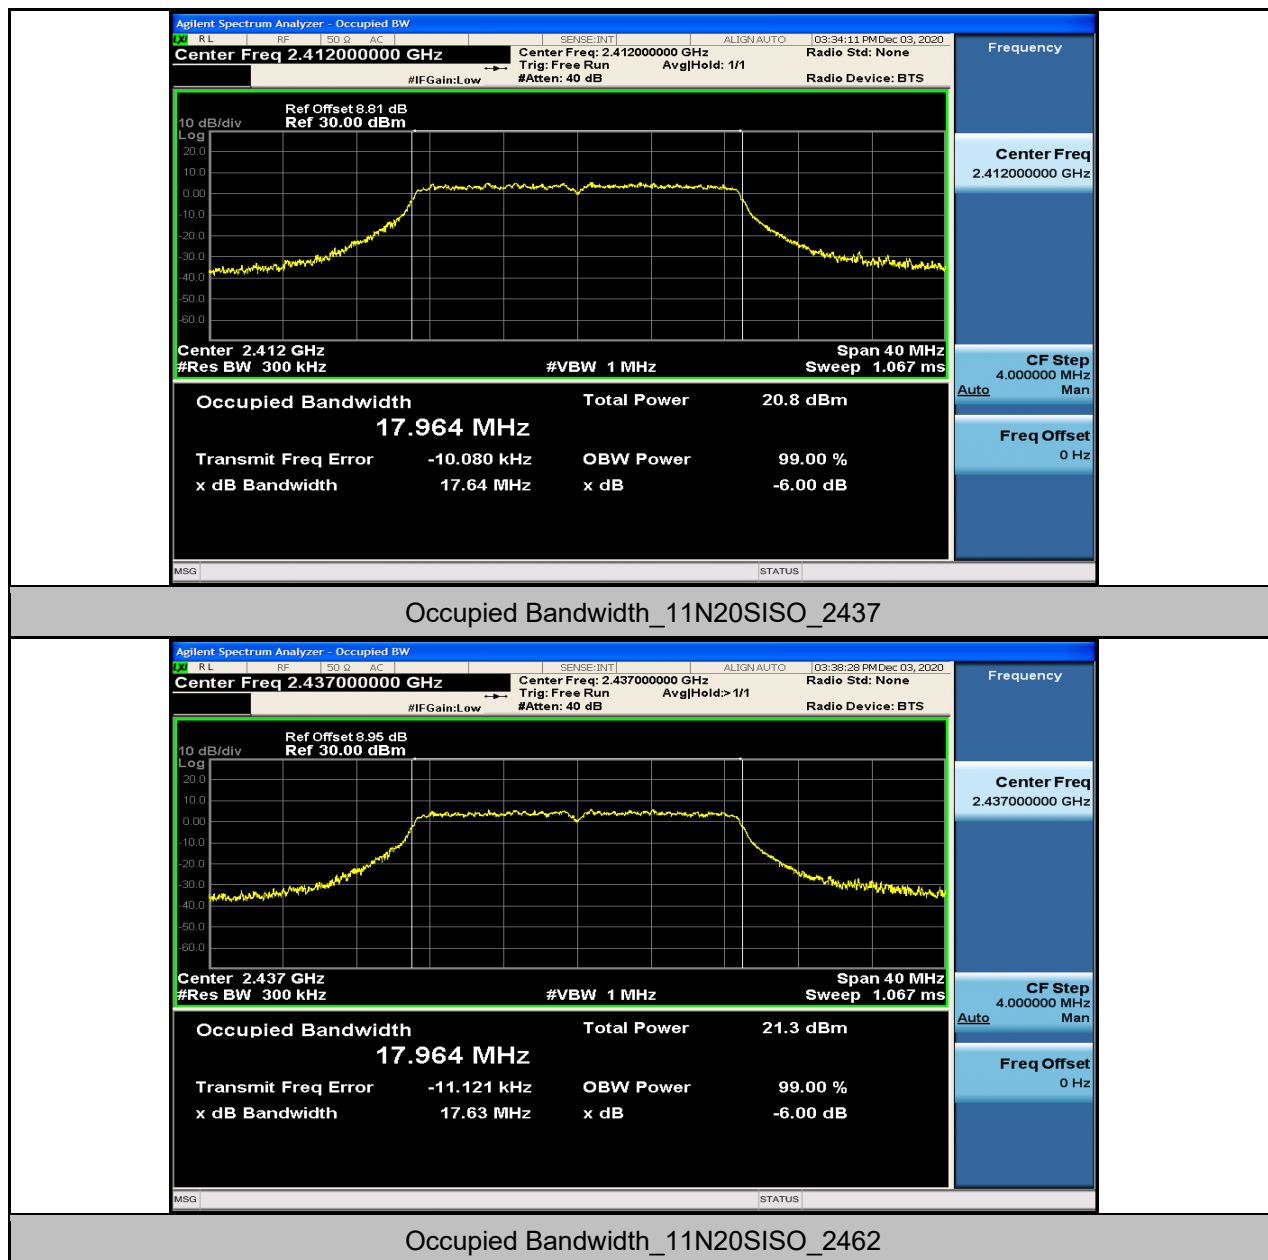 Agilent Spectrum Analyzer - Occupied BW
LXI RL RF 50 Ω AC SENSE:INT ALIGN AUTO 03:34:11 PM Dec 03, 2020
Center Freq 2.412000000 GHz
Center Freq: 2.412000000 GHz
Radio Std: None
Trig: Free Run Avg|Hold: 1/1
#IFGain:Low #Atten: 40 dB Radio Device: BTS
Frequency
Ref Offset 8.81 dB
10 dB/div Ref 30.00 dBm
Log
20.0
10.0
0.00
-10.0
-20.0
-30.0
-40.0
-50.0
-60.0
Center Freq
2.412000000 GHz
Center 2.412 GHz Span 40 MHz
#Res BW 300 kHz #VBW 1 MHz Sweep 1.067 ms
CF Step
4.000000 MHz
Auto Man
Occupied Bandwidth Total Power 20.8 dBm
17.964 MHz
Freq Offset
0 Hz
Transmit Freq Error -10.080 kHz OBW Power 99.00 %
x dB Bandwidth 17.64 MHz x dB -6.00 dB
MSG STATUS
Occupied Bandwidth_11N20SISO_2437
Agilent Spectrum Analyzer - Occupied BW
LXI RL RF 50 Ω AC SENSE:INT ALIGN AUTO 03:38:28 PM Dec 03, 2020
Center Freq 2.437000000 GHz
Center Freq: 2.437000000 GHz
Radio Std: None
Trig: Free Run Avg|Hold:>1/1
#IFGain:Low #Atten: 40 dB Radio Device: BTS
Frequency
Ref Offset 8.95 dB
10 dB/div Ref 30.00 dBm
Log
20.0
10.0
0.00
-10.0
-20.0
-30.0
-40.0
-50.0
-60.0
Center Freq
2.437000000 GHz
Center 2.437 GHz Span 40 MHz
#Res BW 300 kHz #VBW 1 MHz Sweep 1.067 ms
CF Step
4.000000 MHz
Auto Man
Occupied Bandwidth Total Power 21.3 dBm
17.964 MHz
Freq Offset
0 Hz
Transmit Freq Error -11.121 kHz OBW Power 99.00 %
x dB Bandwidth 17.63 MHz x dB -6.00 dB
MSG STATUS
Occupied Bandwidth_11N20SISO_2462